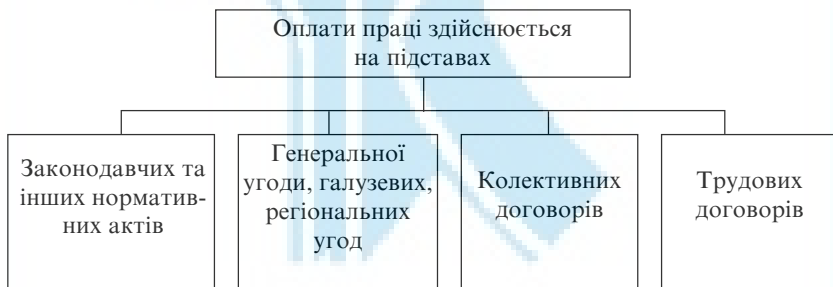 Оплати праці здійснюється
на підставах
Законодавчих та
інших норматив-
них актів
Генеральної
угоди, галузевих,
регіональних
угод
Колективних
договорів
Трудових
договорів